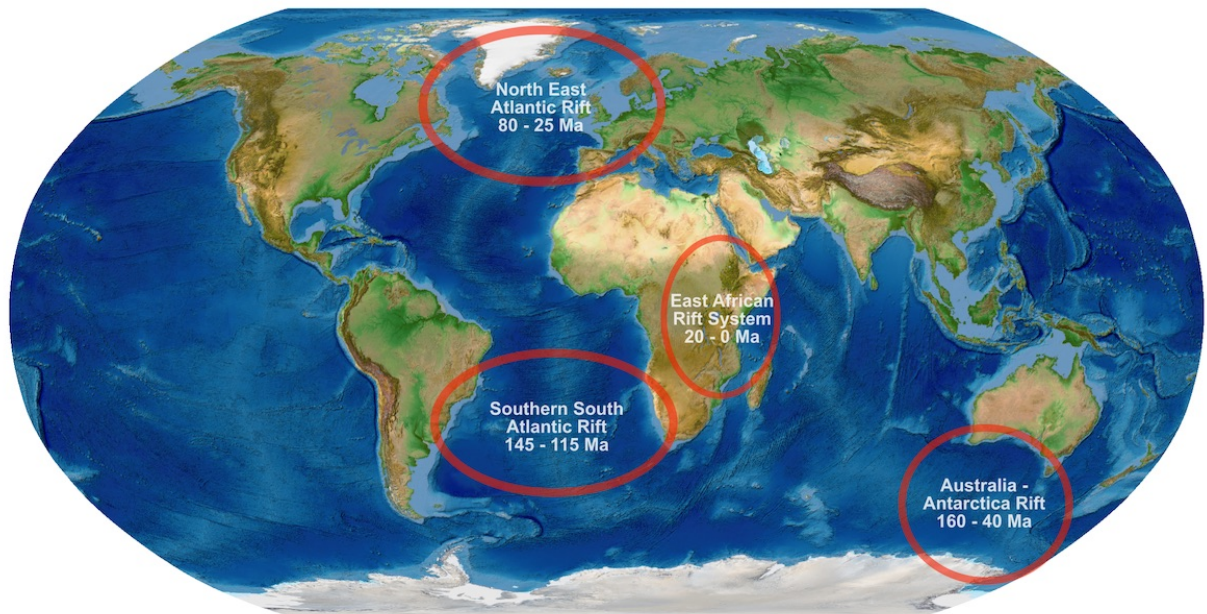 North East
Atlantic Rift
80 - 25 Ma
East African
Rift System
20 - 0 Ma
Southern South
Atlantic Rift
145 - 115 Ma
Australia -
Antarctica Rift
160 - 40 Ma